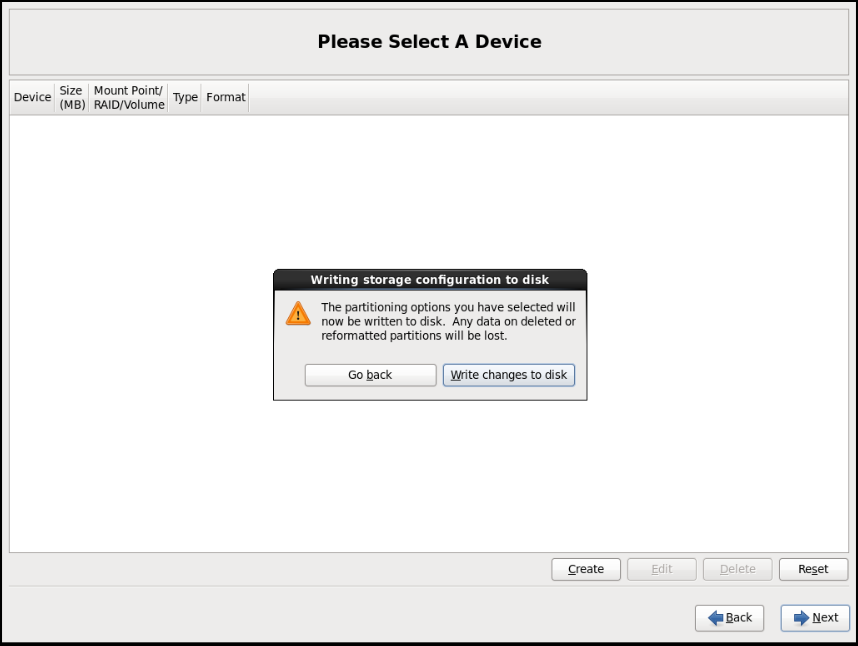 Please Select A Device
Device
Size
(MB)
Mount Point/
RAID/Volume
Type
Format
Writing storage configuration to disk
The partitioning options you have selected will
now be written to disk.  Any data on deleted or
reformatted partitions will be lost.
Go back
Write changes to disk
Create
Edit
Delete
Reset
Back
Next